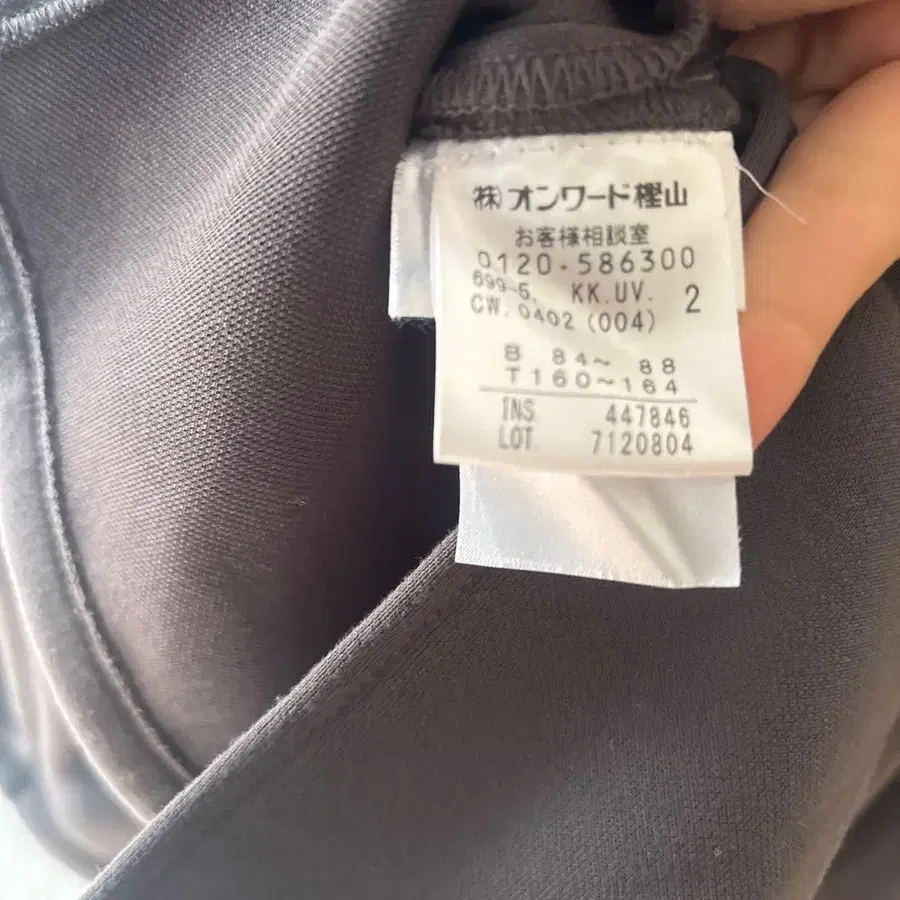 ㈱オンワード樫山
お客様相談室
0120-586300
699-5. KK.UV. 2
CW.0402 (004)
B 84～ 88
T160～164
INS 447846
LOT. 7120804